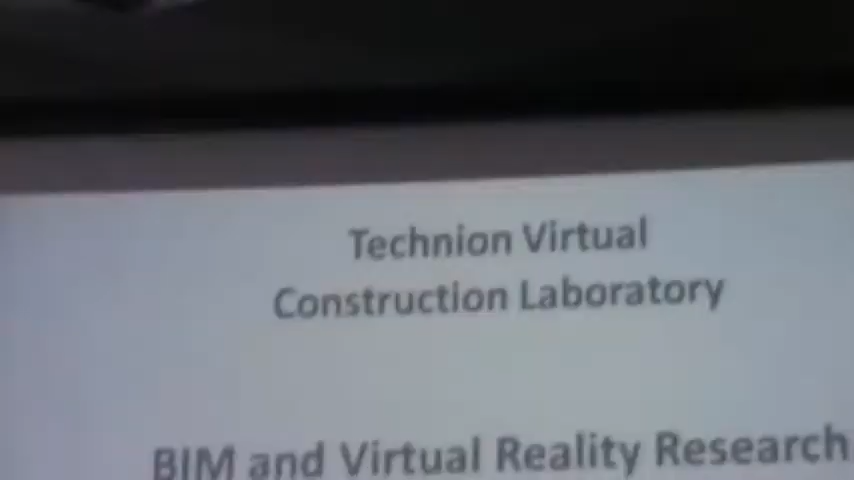 Technion Virtual
Construction Laboratory
BIM and Virtual Reality Research